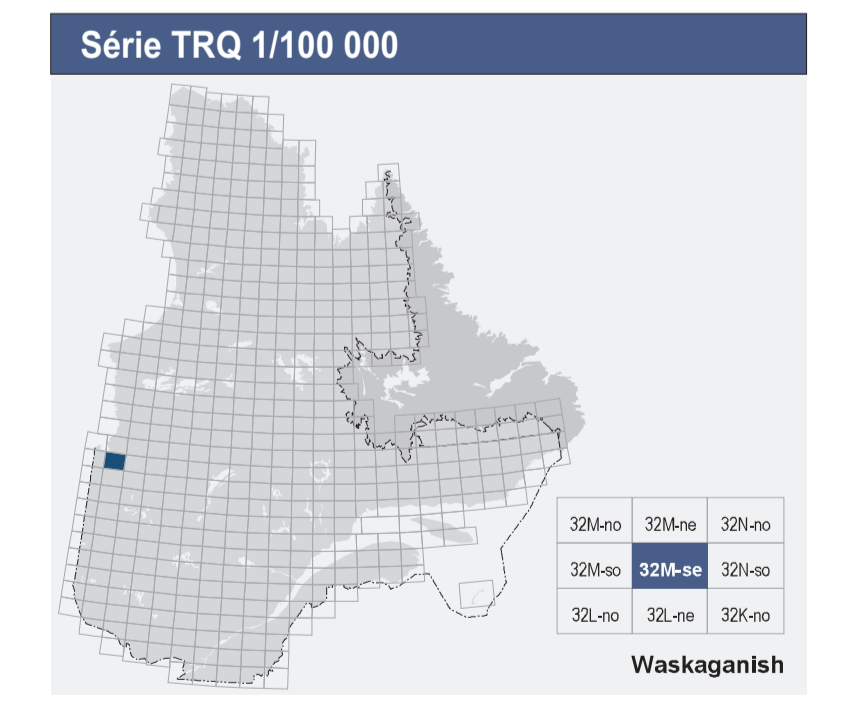 Série TRQ 1/100 000
32M-no 32M-ne 32N-no
32M-so 32M-se 32N-so
32L-no 32L-ne 32K-no
Waskaganish